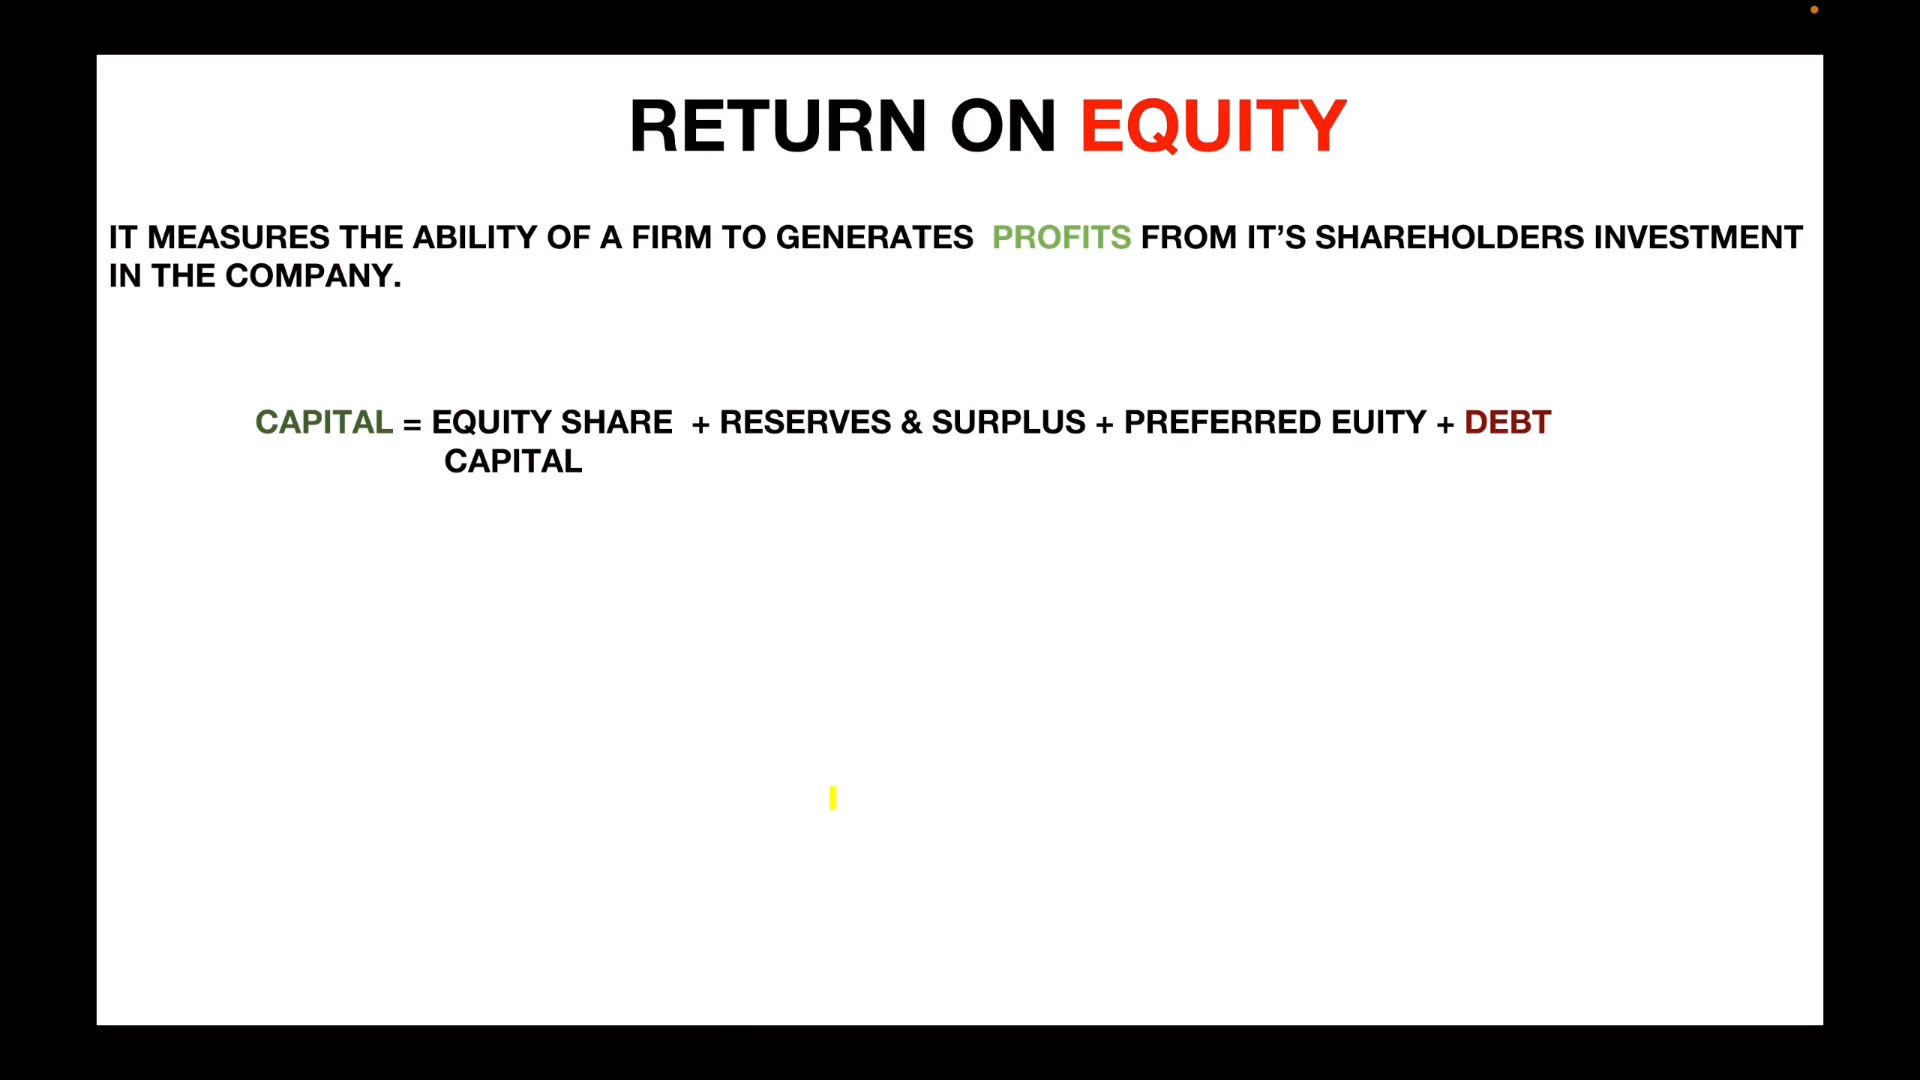 RETURN ON EQUITY
IT MEASURES THE ABILITY OF A FIRM TO GENERATES PROFITS FROM IT’S SHAREHOLDERS INVESTMENT
IN THE COMPANY.
CAPITAL = EQUITY SHARE + RESERVES & SURPLUS + PREFERRED EUITY + DEBT
CAPITAL